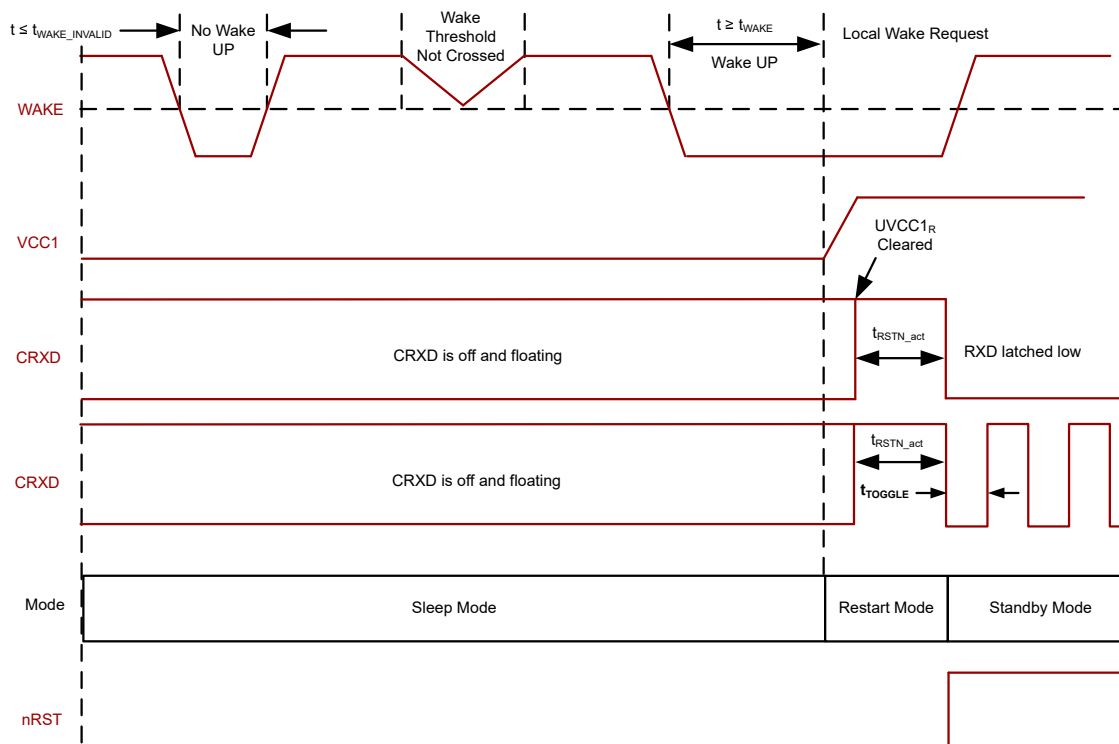 t ≤ tWAKE_INVALID
No Wake
UP
Wake
Threshold
Not Crossed
t ≥ tWAKE
Wake UP
Local Wake Request
WAKE
VCC1
UVCC1R
Cleared
CRXD
CRXD is off and floating
tRSTN_act
RXD latched low
CRXD
CRXD is off and floating
tRSTN_act
tTOGGLE
Mode
Sleep Mode
Restart Mode
Standby Mode
nRST